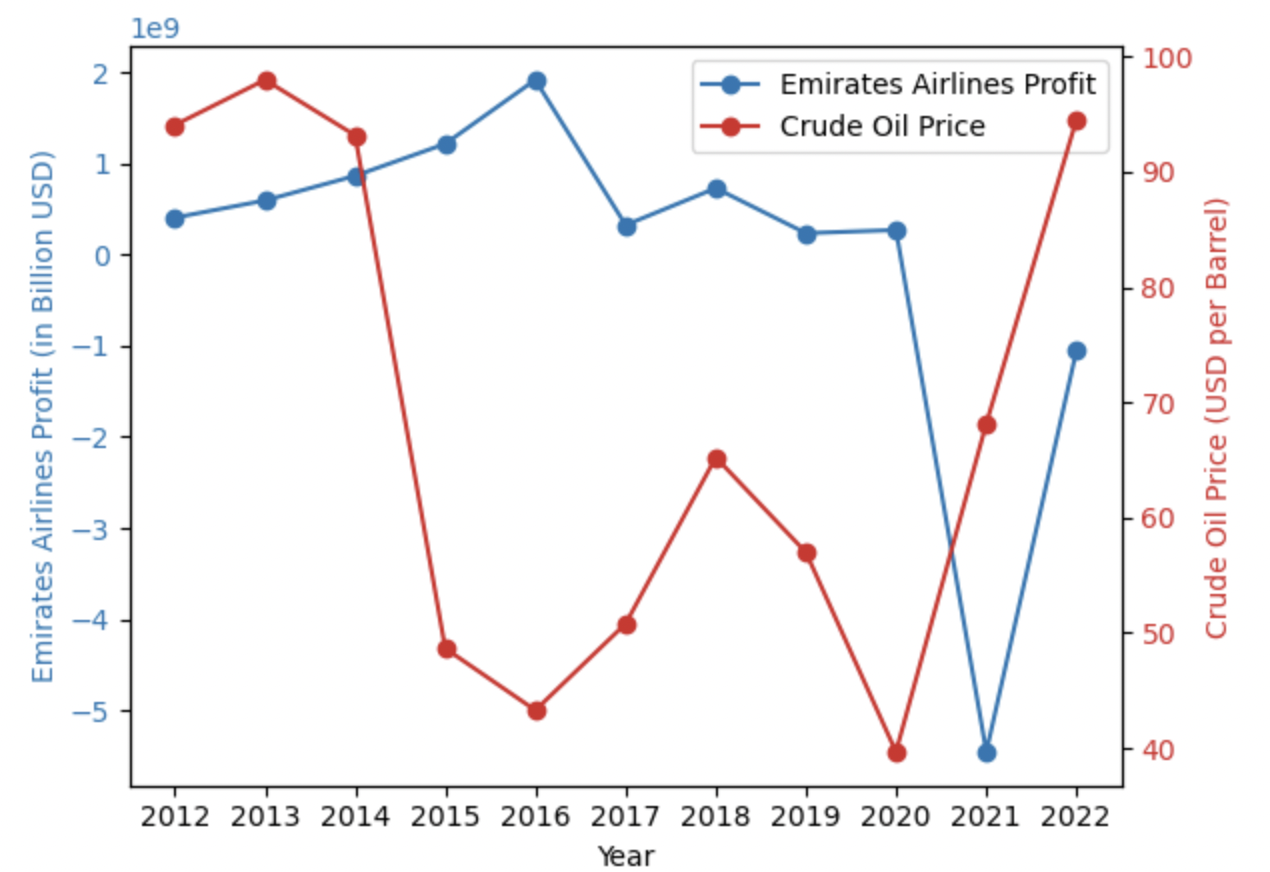 1e9
Emirates Airlines Profit (in Billion USD)
2
1
0
−1
−2
−3
−4
−5
Emirates Airlines Profit
Crude Oil Price
100
90
80
70
60
50
40
Crude Oil Price (USD per Barrel)
2012 2013 2014 2015 2016 2017 2018 2019 2020 2021 2022
Year